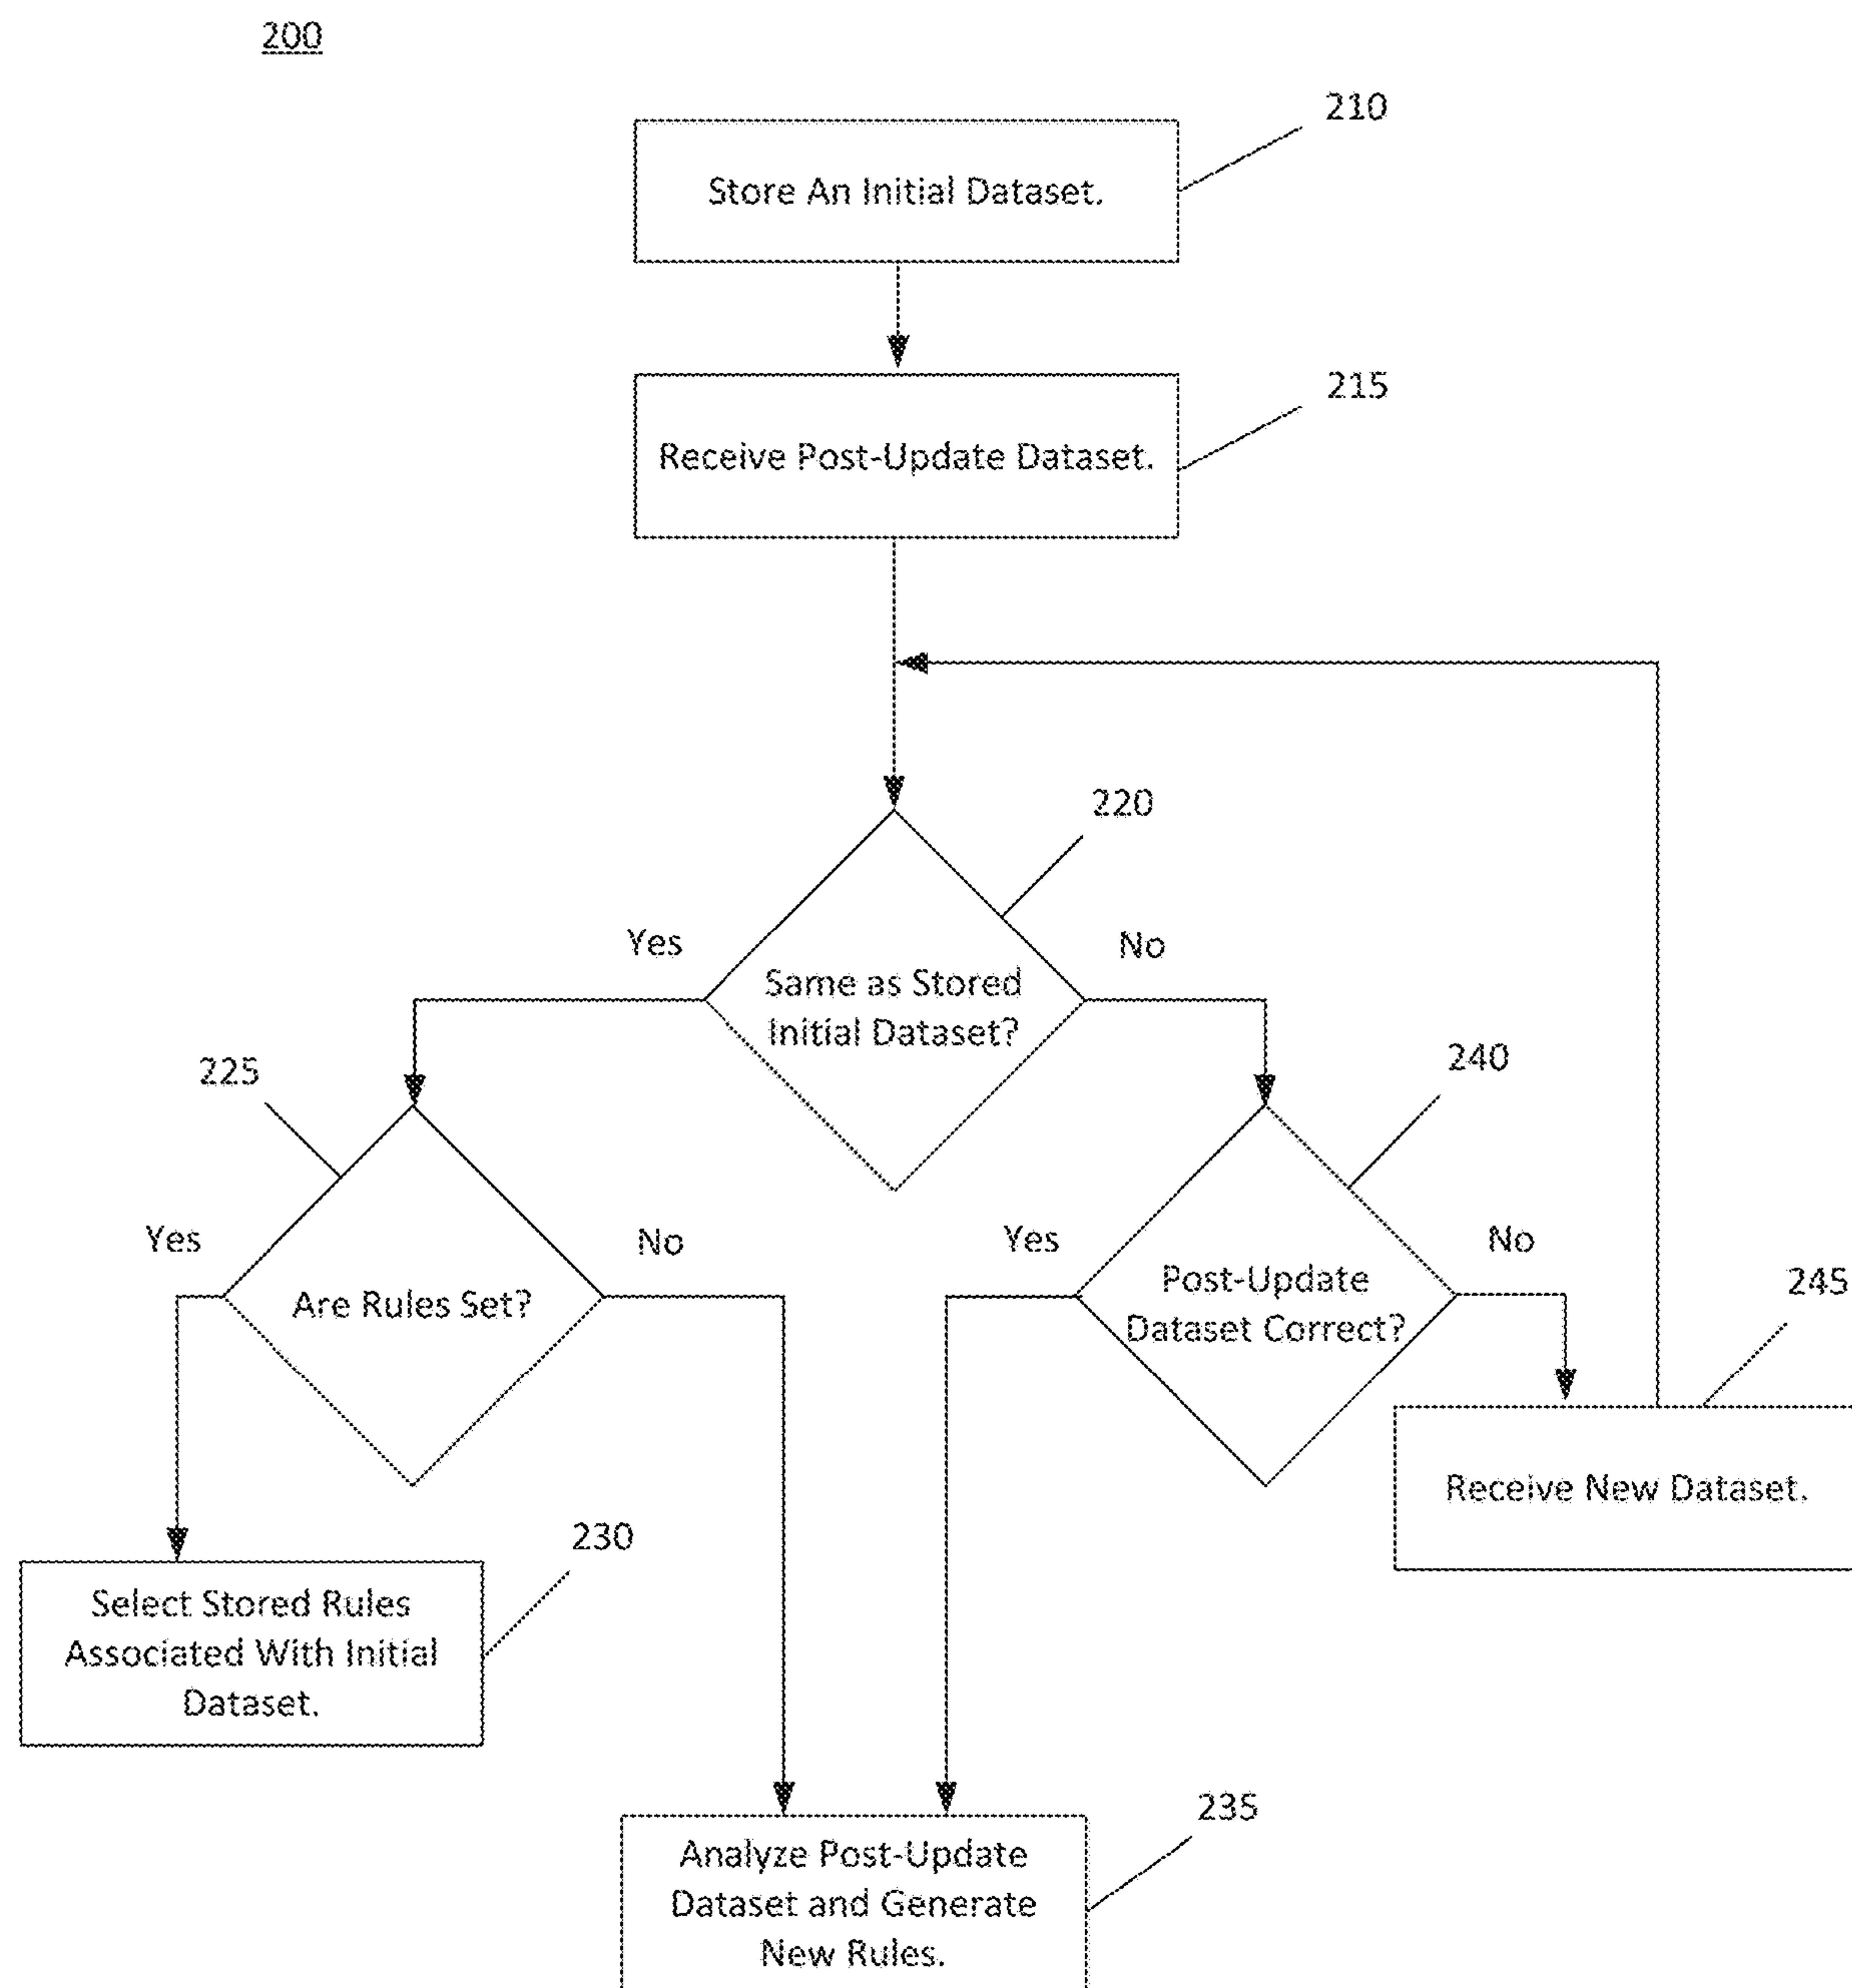 200
210
Store An Initial Dataset.
215
Receive Post-Update Dataset.
220
Yes
No
Same as Stored
Initial Dataset?
225
240
Yes
No
Are Rules Set?
Yes
No
Post-Update
Dataset Correct?
245
Receive New Dataset.
230
Select Stored Rules
Associated With Initial
Dataset.
235
Analyze Post-Update
Dataset and Generate
New Rules.